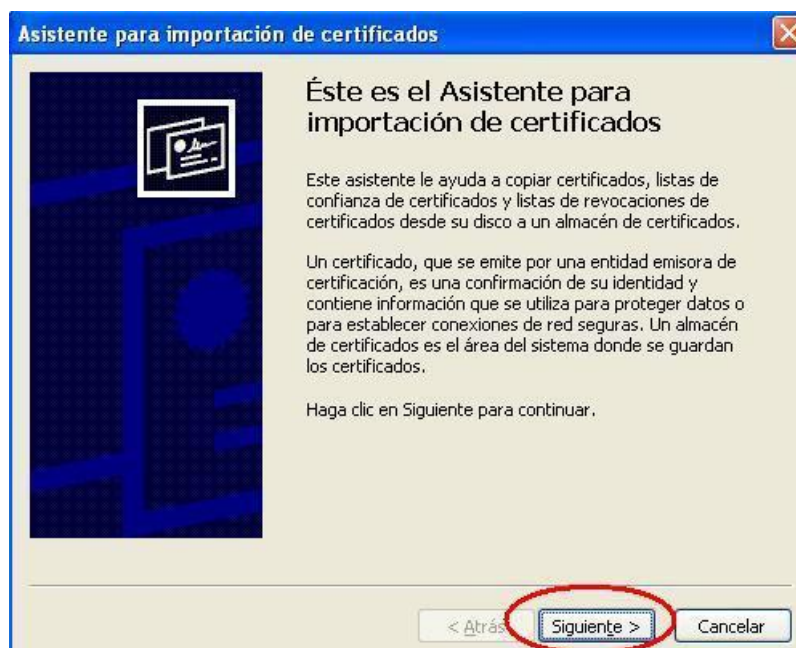 Asistente para importación de certificados
Éste es el Asistente para
importación de certificados
Este asistente le ayuda a copiar certificados, listas de
confianza de certificados y listas de revocaciones de
certificados desde su disco a un almacén de certificados.
Un certificado, que se emite por una entidad emisora de
certificación, es una confirmación de su identidad y
contiene información que se utiliza para proteger datos o
para establecer conexiones de red seguras. Un almacén
de certificados es el área del sistema donde se guardan
los certificados.
Haga clic en Siguiente para continuar.
< Atrás Siguiente > Cancelar